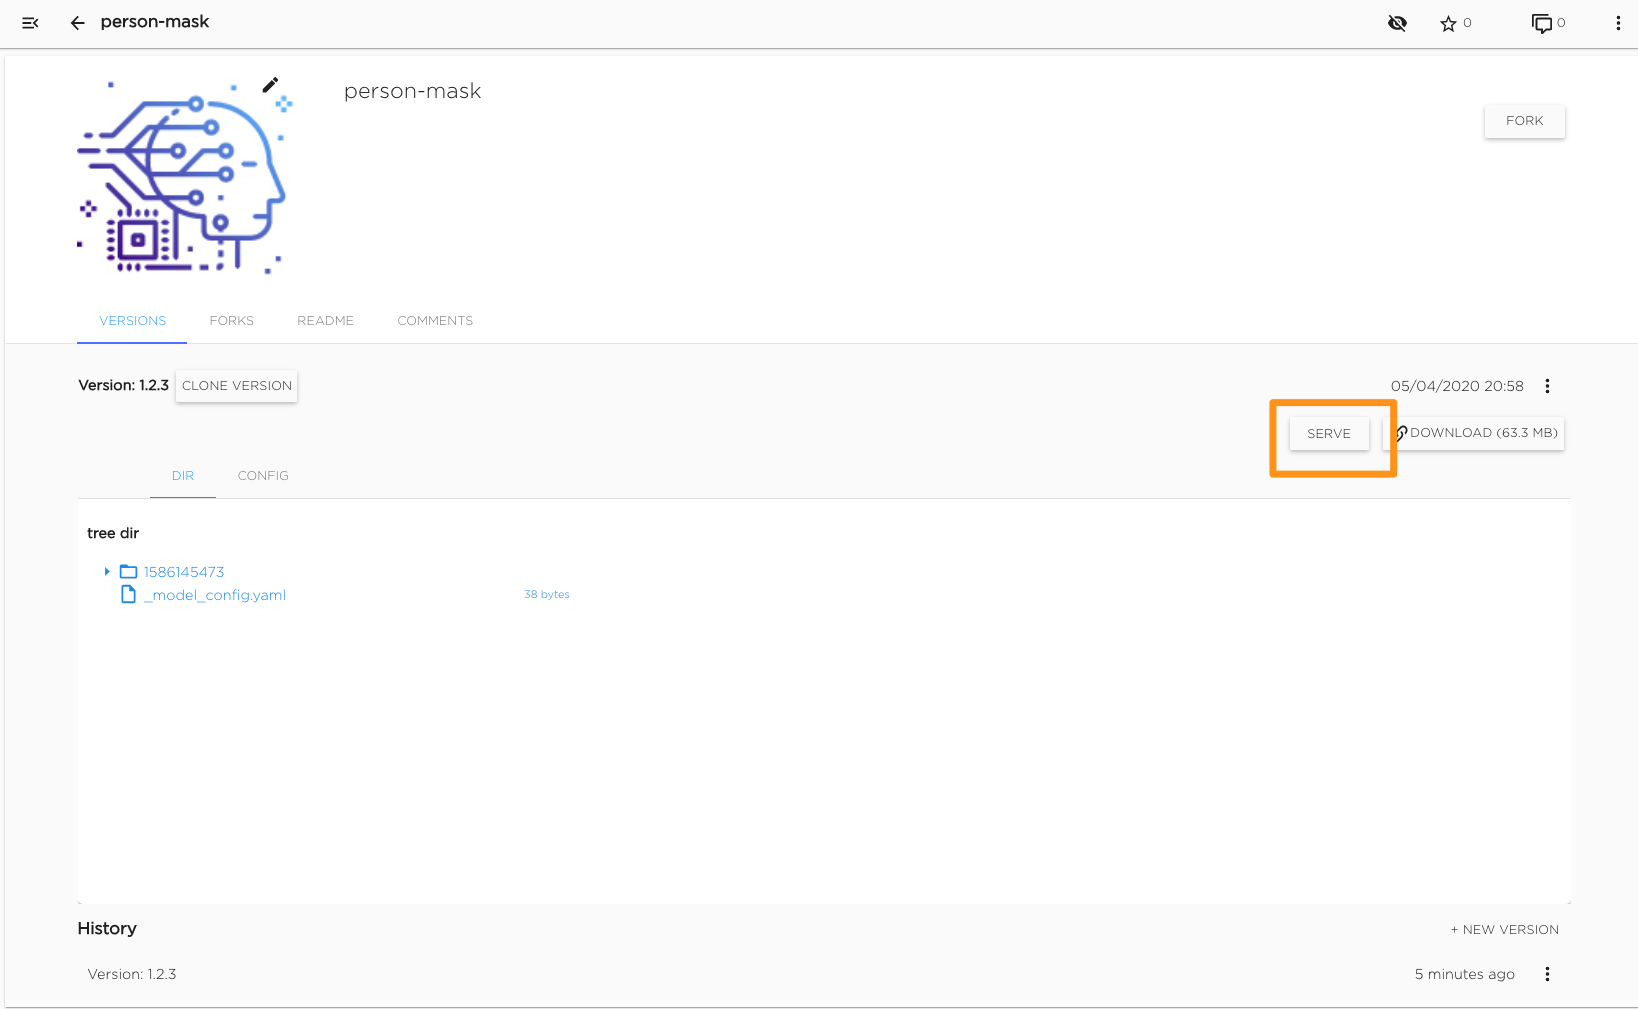 person-mask
0
0
person-mask
FORK
VERSIONS
FORKS
README
COMMENTS
Version: 1.2.3
CLONE VERSION
05/04/2020 20:58
SERVE
DOWNLOAD (63.3 MB)
DIR
CONFIG
tree dir
1586145473
_model_config.yaml
38 bytes
History
+ NEW VERSION
Version: 1.2.3
5 minutes ago